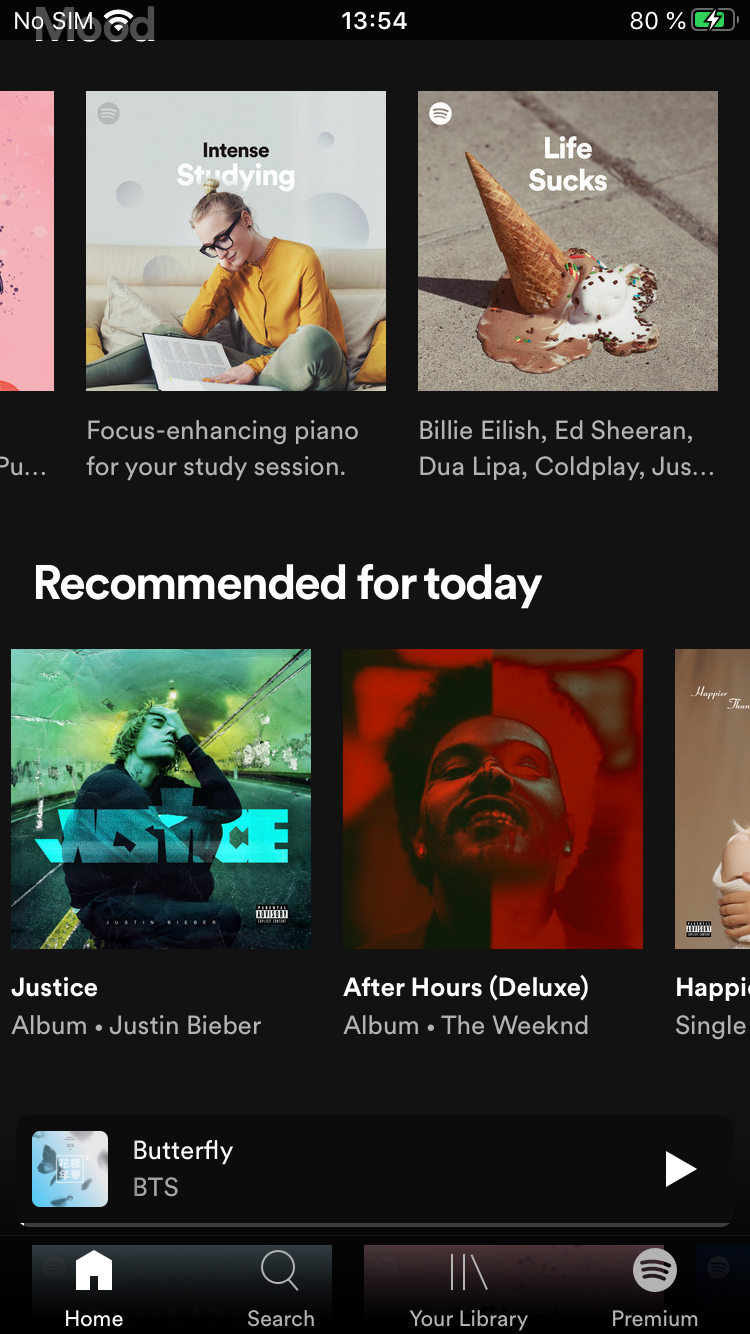 No SIM
13:54
80 %
Mood
Intense
Studying
Life
Sucks
Pu...
Focus-enhancing piano
for your study session.
Billie Eilish, Ed Sheeran,
Dua Lipa, Coldplay, Jus...
Recommended for today
JUSTICE
JUSTIN BIEBER
PARENTAL
ADVISORY
EXPLICIT CONTENT
Happier
Than
PARENTAL
ADVISORY
EXPLICIT CONTENT
Justice
Album • Justin Bieber
After Hours (Deluxe)
Album • The Weeknd
Happi
Single
Butterfly
BTS
Home
Search
Your Library
Premium